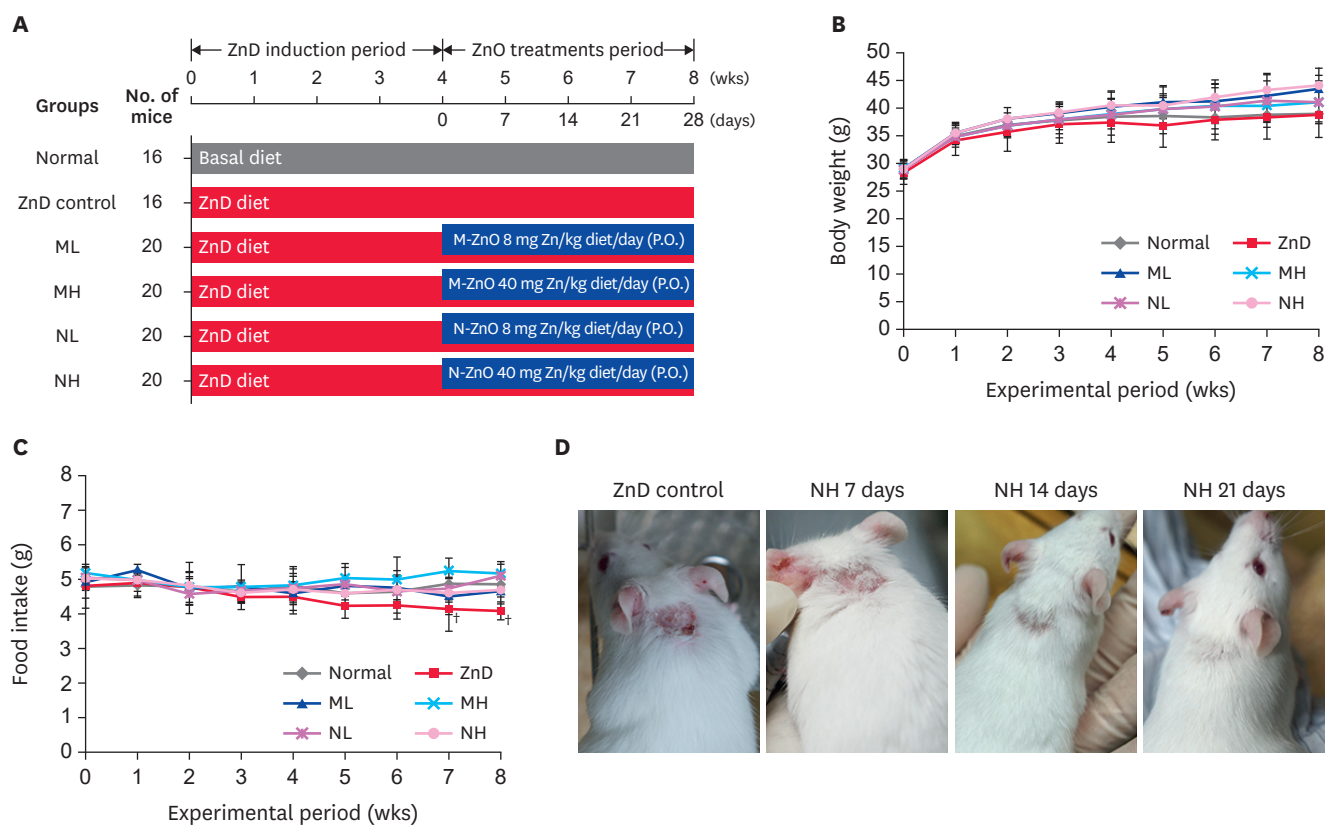 A
ZnD induction period
ZnO treatments period
0 1 2 3 4 5 6 7 8 (wks)
Groups
No. of
mice
0 7 14 21 28 (days)
Normal 16 Basal diet
ZnD control 16 ZnD diet
ML 20 ZnD diet M-ZnO 8 mg Zn/kg diet/day (P.O.)
MH 20 ZnD diet M-ZnO 40 mg Zn/kg diet/day (P.O.)
NL 20 ZnD diet N-ZnO 8 mg Zn/kg diet/day (P.O.)
NH 20 ZnD diet N-ZnO 40 mg Zn/kg diet/day (P.O.)
B
Body weight (g)
50
45
40
35
30
25
20
15
10
5
0
Normal ZnD
ML MH
NL NH
0 1 2 3 4 5 6 7 8
Experimental period (wks)
C
Food intake (g)
8
7
6
5
4
3
2
1
0
† †
Normal ZnD
ML MH
NL NH
0 1 2 3 4 5 6 7 8
Experimental period (wks)
D
ZnD control NH 7 days NH 14 days NH 21 days